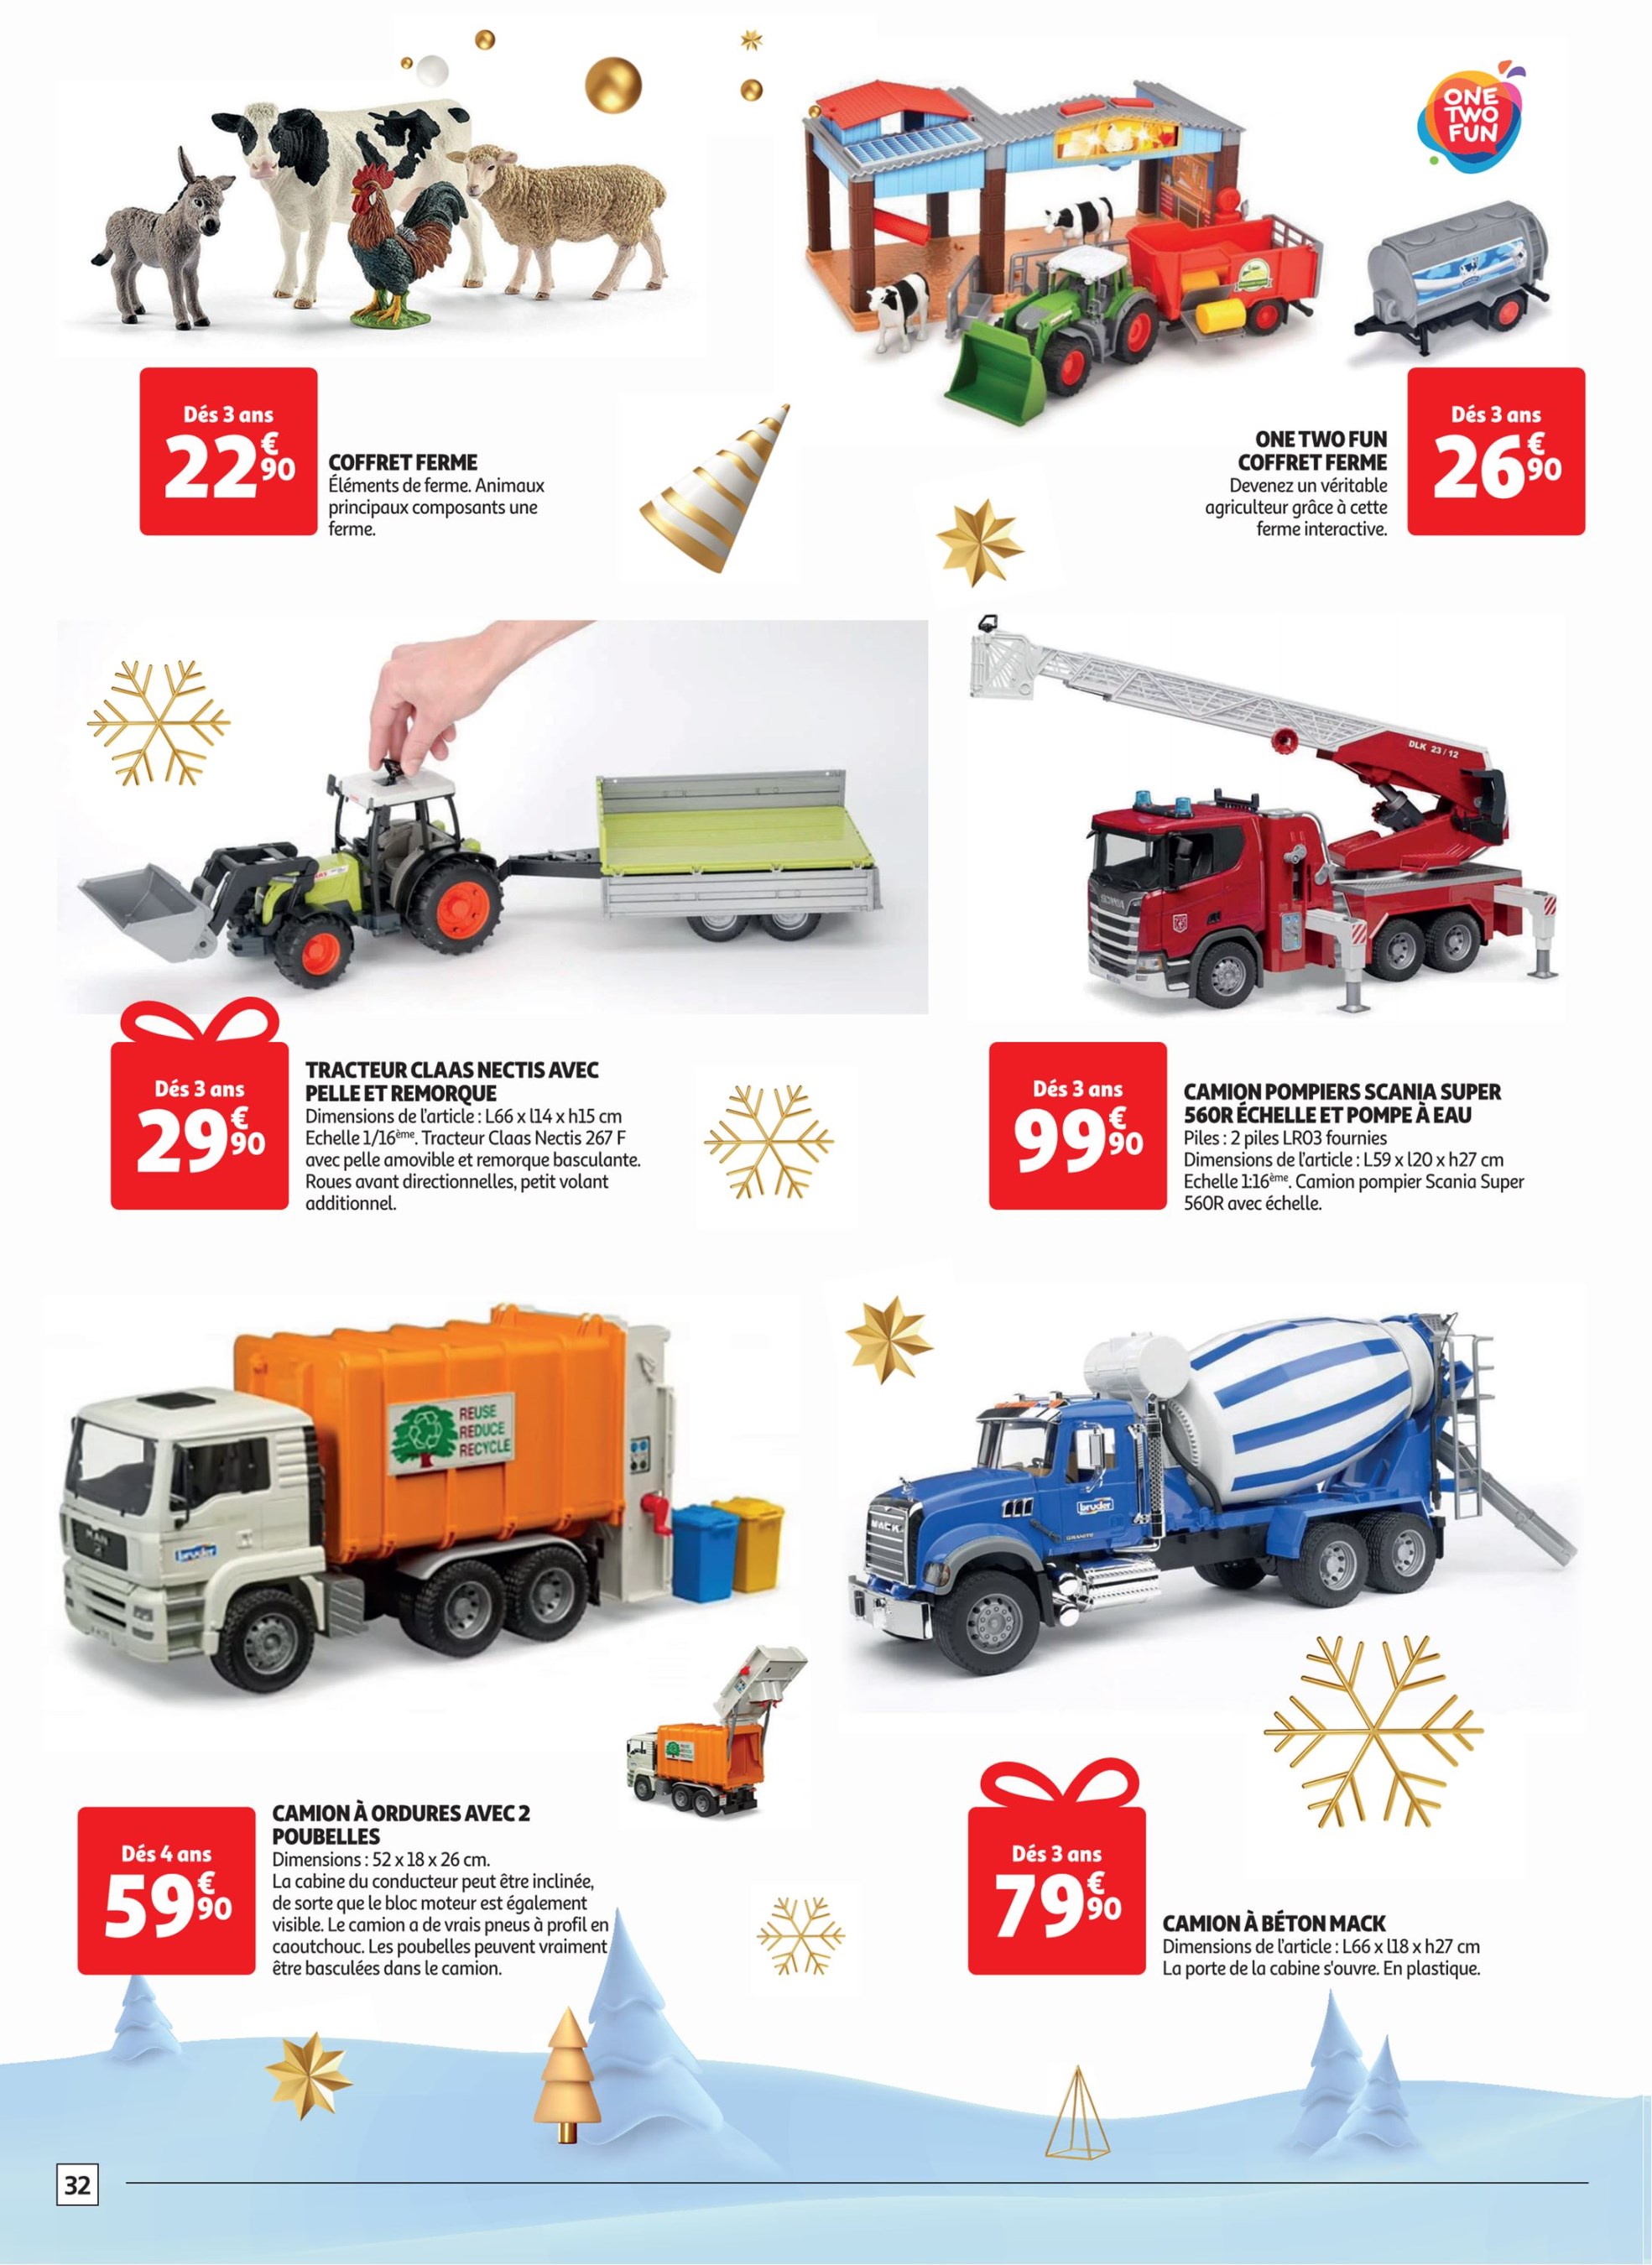 ONE
TWO
FUN
Dés 3 ans
22€90
COFFRET FERME
Éléments de ferme. Animaux
principaux composants une
ferme.
ONE TWO FUN
COFFRET FERME
Devenez un véritable
agriculteur grâce à cette
ferme interactive.
Dés 3 ans
26€90
DLK 23/12
SCANIA
Dés 3 ans
29€90
TRACTEUR CLAAS NECTIS AVEC
PELLE ET REMORQUE
Dimensions de l'article : L66 x l14 x h15 cm
Echelle 1/16ème. Tracteur Claas Nectis 267 F
avec pelle amovible et remorque basculante.
Roues avant directionnelles, petit volant
additionnel.
Dés 3 ans
99€90
CAMION POMPIERS SCANIA SUPER
560R ÉCHELLE ET POMPE À EAU
Piles : 2 piles LR03 fournies
Dimensions de l'article : L59 x l20 x h27 cm
Echelle 1:16ème. Camion pompier Scania Super
560R avec échelle.
REUSE
REDUCE
RECYCLE
MAN
bruder
MACK
bruder
GRANITE
Dés 4 ans
59€90
CAMION À ORDURES AVEC 2
POUBELLES
Dimensions : 52 x 18 x 26 cm.
La cabine du conducteur peut être inclinée,
de sorte que le bloc moteur est également
visible. Le camion a de vrais pneus à profil en
caoutchouc. Les poubelles peuvent vraiment
être basculées dans le camion.
Dés 3 ans
79€90
CAMION À BÉTON MACK
Dimensions de l'article : L66 x l18 x h27 cm
La porte de la cabine s'ouvre. En plastique.
32